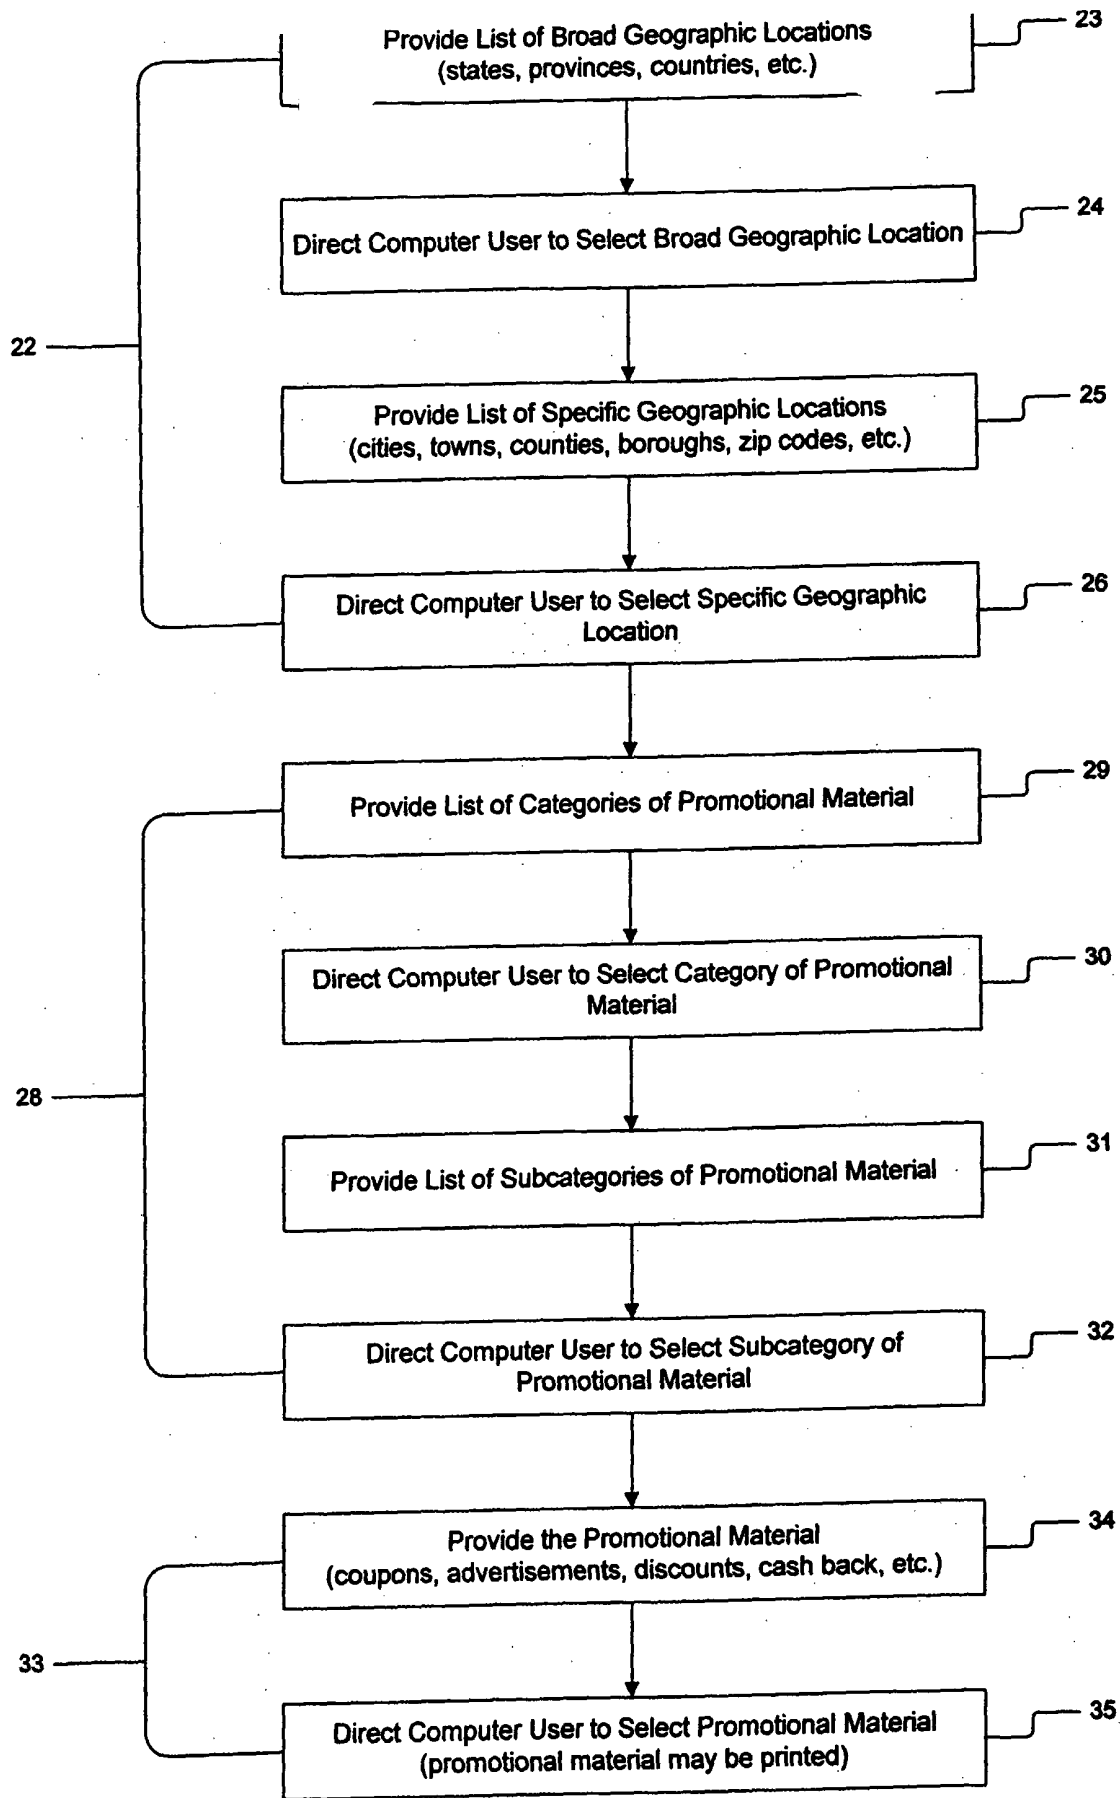 23
Provide List of Broad Geographic Locations
(states, provinces, countries, etc.)
24
Direct Computer User to Select Broad Geographic Location
22
25
Provide List of Specific Geographic Locations
(cities, towns, counties, boroughs, zip codes, etc.)
26
Direct Computer User to Select Specific Geographic
Location
29
Provide List of Categories of Promotional Material
30
Direct Computer User to Select Category of Promotional
Material
28
31
Provide List of Subcategories of Promotional Material
32
Direct Computer User to Select Subcategory of
Promotional Material
34
Provide the Promotional Material
(coupons, advertisements, discounts, cash back, etc.)
33
35
Direct Computer User to Select Promotional Material
(promotional material may be printed)